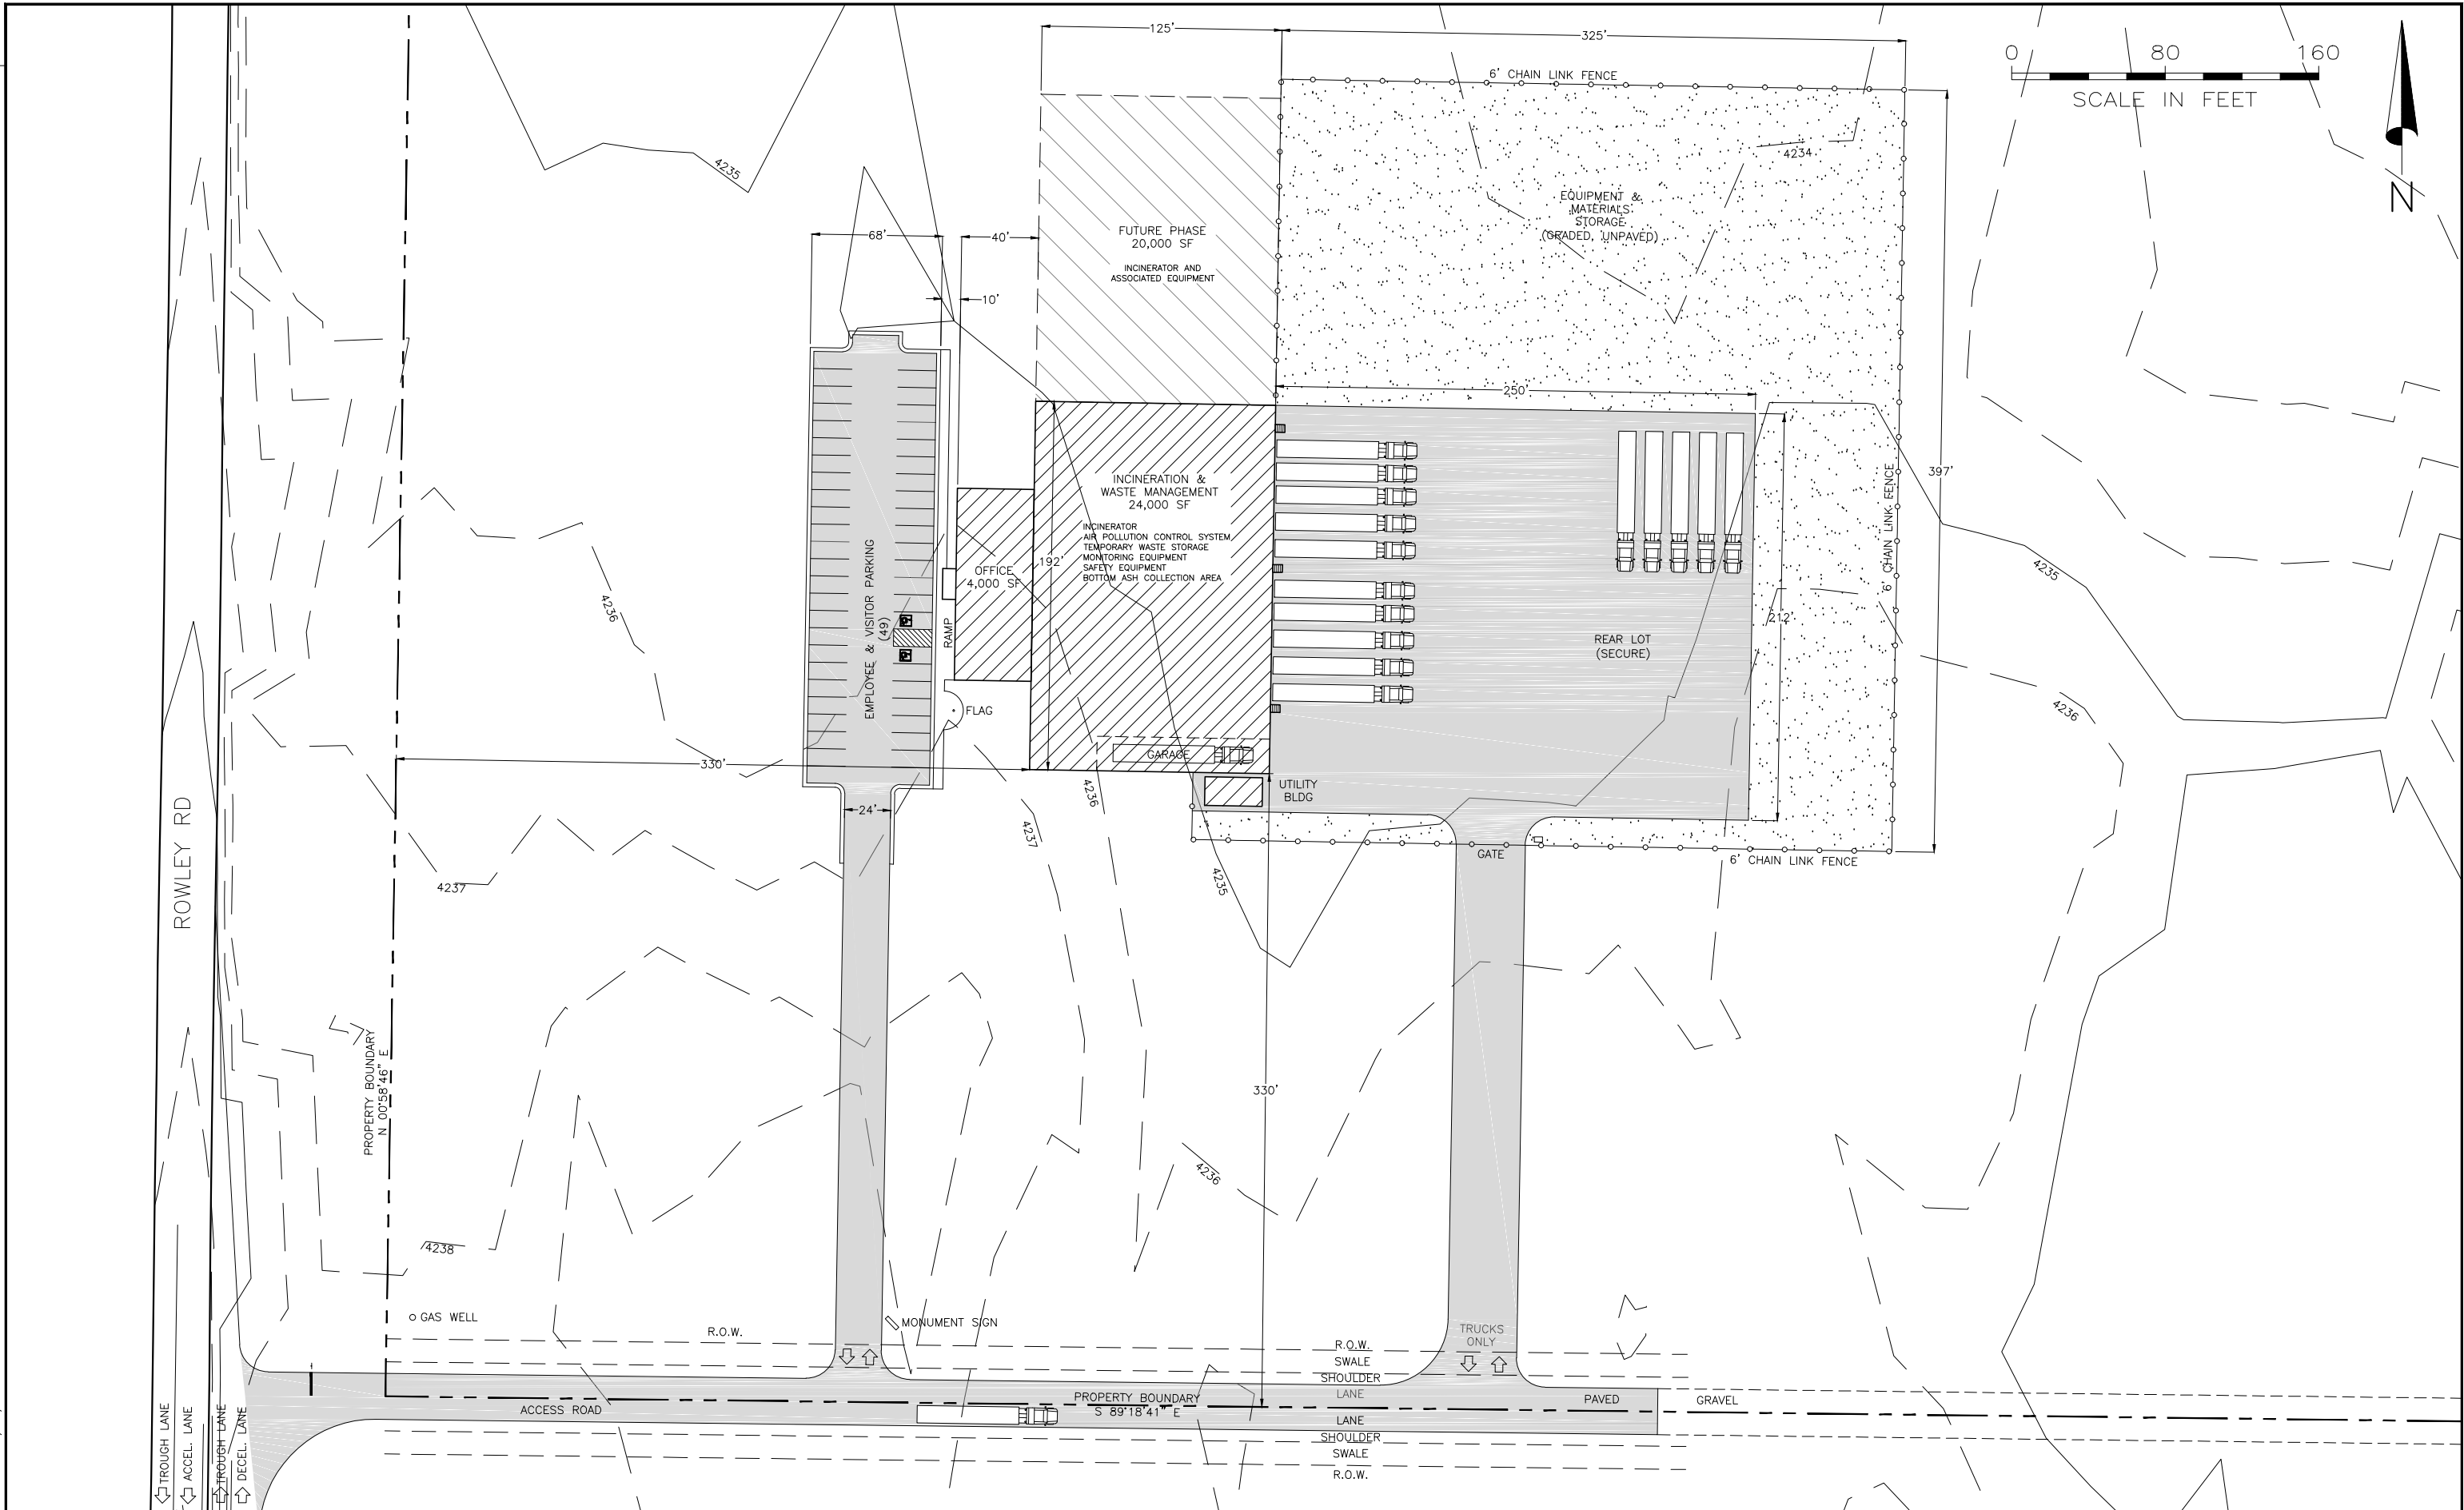 125'
325'
0 80 160
SCALE IN FEET
N
6' CHAIN LINK FENCE
4235
4234
EQUIPMENT &
MATERIALS
STORAGE
(GRADED, UNPAVED)
FUTURE PHASE
20,000 SF
INCINERATOR AND
ASSOCIATED EQUIPMENT
68'
40'
10'
250'
397'
6' CHAIN LINK FENCE
INCINERATION &
WASTE MANAGEMENT
24,000 SF
INCINERATOR
AIR POLLUTION CONTROL SYSTEM
TEMPORARY WASTE STORAGE
MONITORING EQUIPMENT
SAFETY EQUIPMENT
BOTTOM ASH COLLECTION AREA
192'
OFFICE
4,000 SF
EMPLOYEE & VISITOR PARKING
(49)
RAMP
FLAG
4236
4235
212'
REAR LOT
(SECURE)
4236
GARAGE
UTILITY
BLDG
330'
24'
4236
4237
4235
GATE
6' CHAIN LINK FENCE
ROWLEY RD
4237
PROPERTY BOUNDARY
N 00°58'46" E
330'
4236
4238
GAS WELL
MONUMENT SIGN
R.O.W.
TRUCKS
ONLY
R.O.W.
SWALE
SHOULDER
LANE
PROPERTY BOUNDARY
S 89°18'41" E
ACCESS ROAD
PAVED
GRAVEL
LANE
SHOULDER
SWALE
R.O.W.
TROUGH LANE
ACCEL. LANE
TROUGH LANE
DECEL. LANE